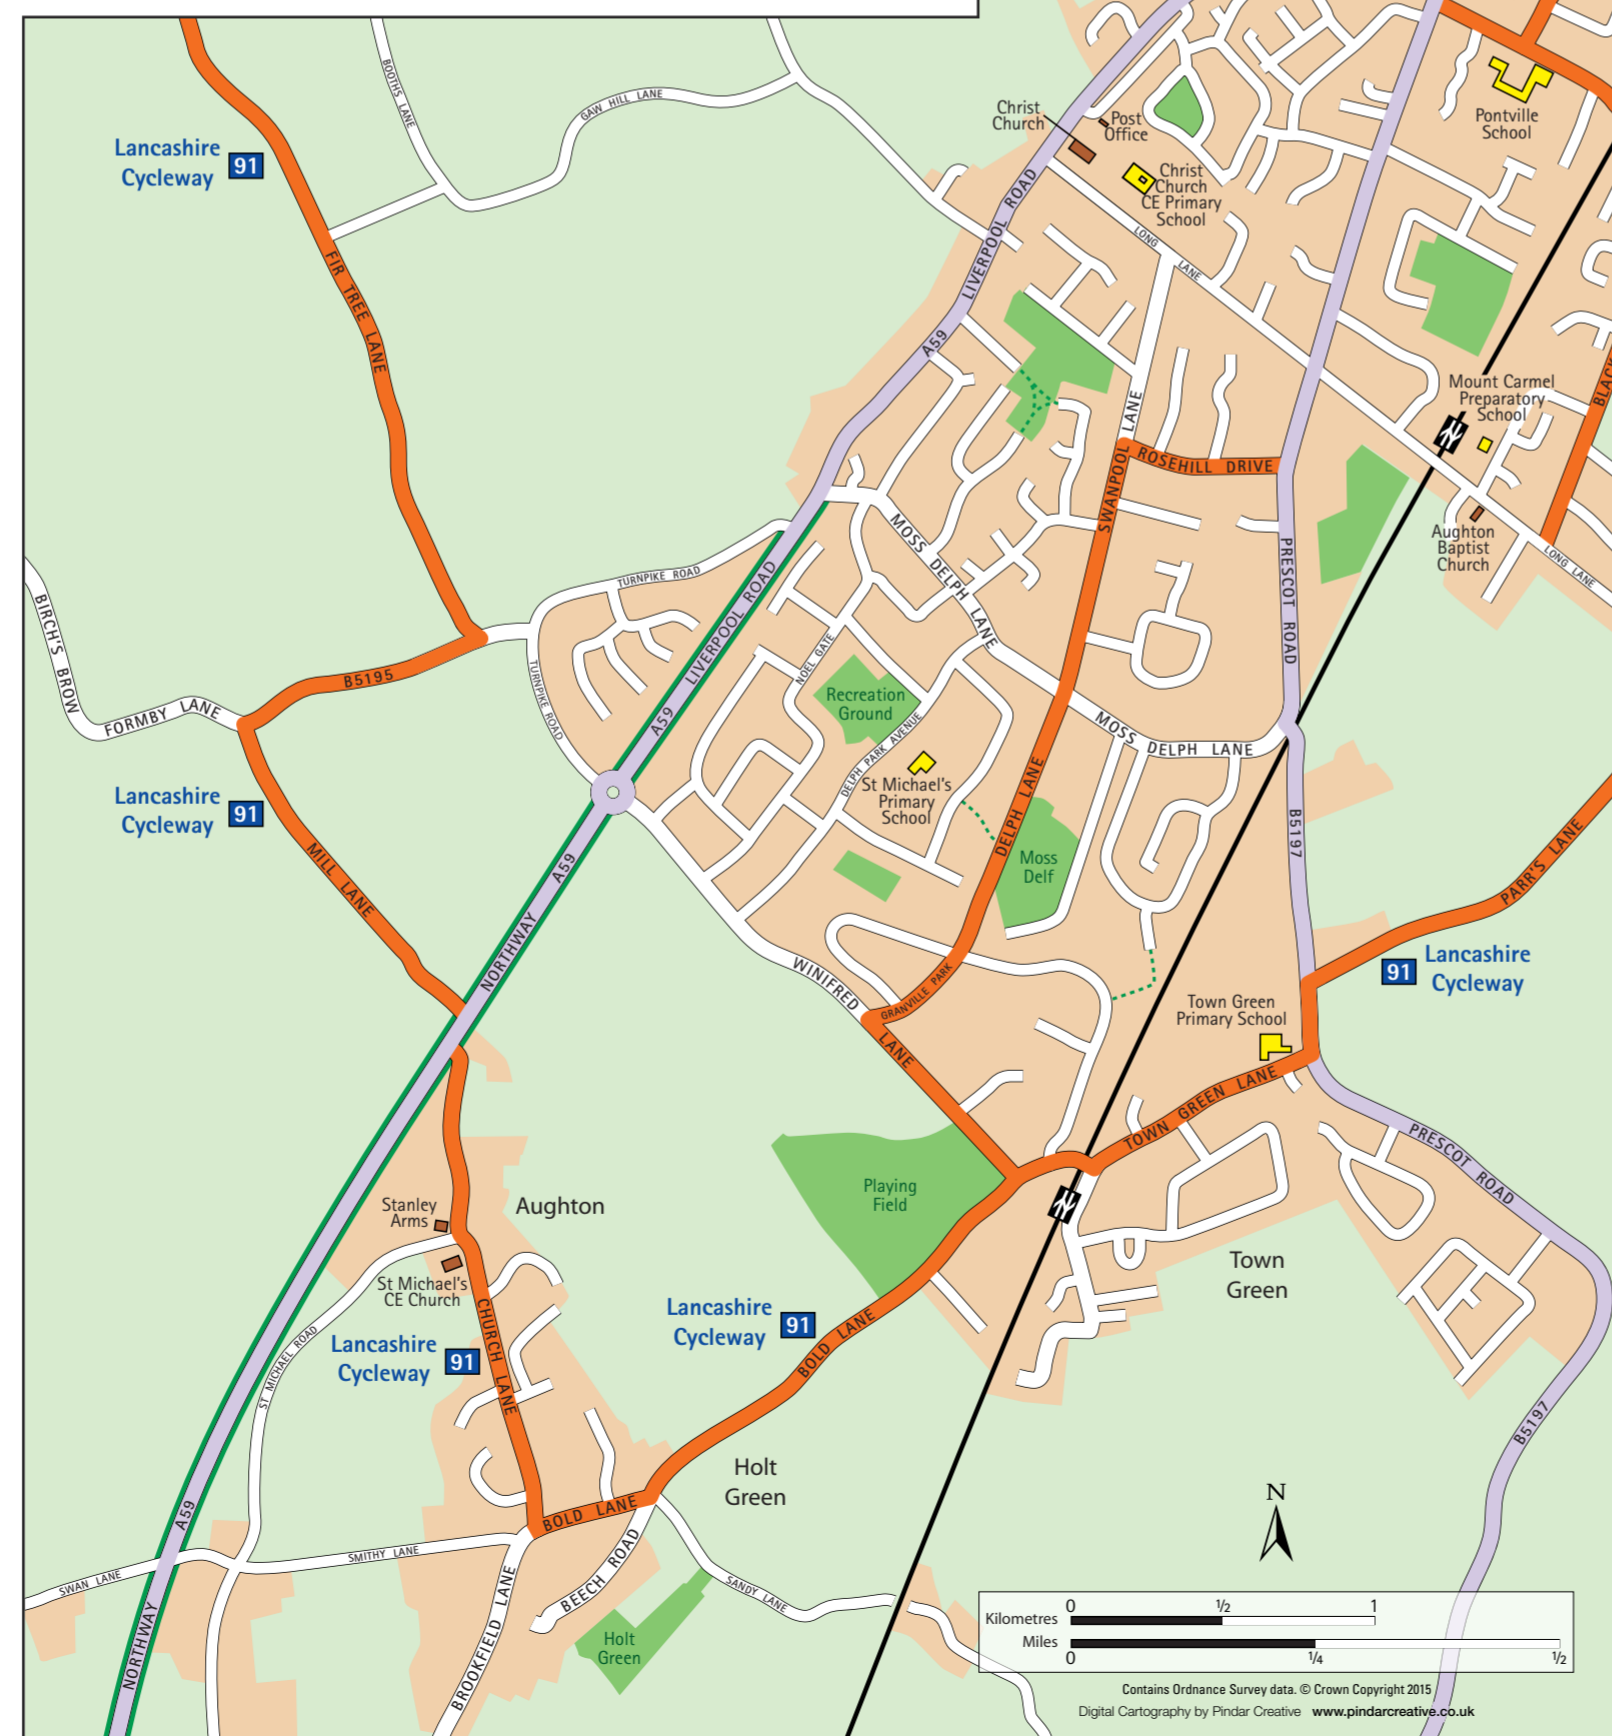 BOOTHS LANE
GAW HILL LANE
Lancashire
Cycleway
91
FIR TREE LANE
Christ
Church
Post
Office
Christ
Church
CE Primary
School
Pontville
School
LIVERPOOL ROAD
A59
LONG
LANE
Mount Carmel
Preparatory
School
BLACK
Aughton
Baptist
Church
LONG LANE
SWANPOOL LANE
ROSEHILL DRIVE
PRESCOT ROAD
MOSS DELPH LANE
TURNPIKE ROAD
A59 LIVERPOOL ROAD
TURNPIKE ROAD
NOEL GATE
Recreation
Ground
DELPH PARK AVENUE
St Michael's
Primary
School
BIRCH'S BROW
FORMBY LANE
B5195
Lancashire
Cycleway
91
MILL LANE
MOSS DELPH LANE
DELPH LANE
Moss
Delf
B5197
PARR'S LANE
91
Lancashire
Cycleway
NORTHWAY A59
WINIFRED
LANE
GRANVILLE PARK
Town Green
Primary School
TOWN GREEN LANE
PRESCOT ROAD
Playing
Field
Stanley
Arms
Aughton
St Michael's
CE Church
Town
Green
Lancashire
Cycleway
91
Lancashire
Cycleway
91
ST MICHAEL ROAD
CHURCH LANE
BOLD LANE
B5197
Holt
Green
A59
BOLD LANE
SMITHY LANE
SWAN LANE
NORTHWAY
BROOKFIELD LANE
BEECH ROAD
SANDY LANE
Holt
Green
N
0 1/2 1
Kilometres
Miles
0 1/4 1/2
Contains Ordnance Survey data. © Crown Copyright 2015
Digital Cartography by Pindar Creative www.pindarcreative.co.uk